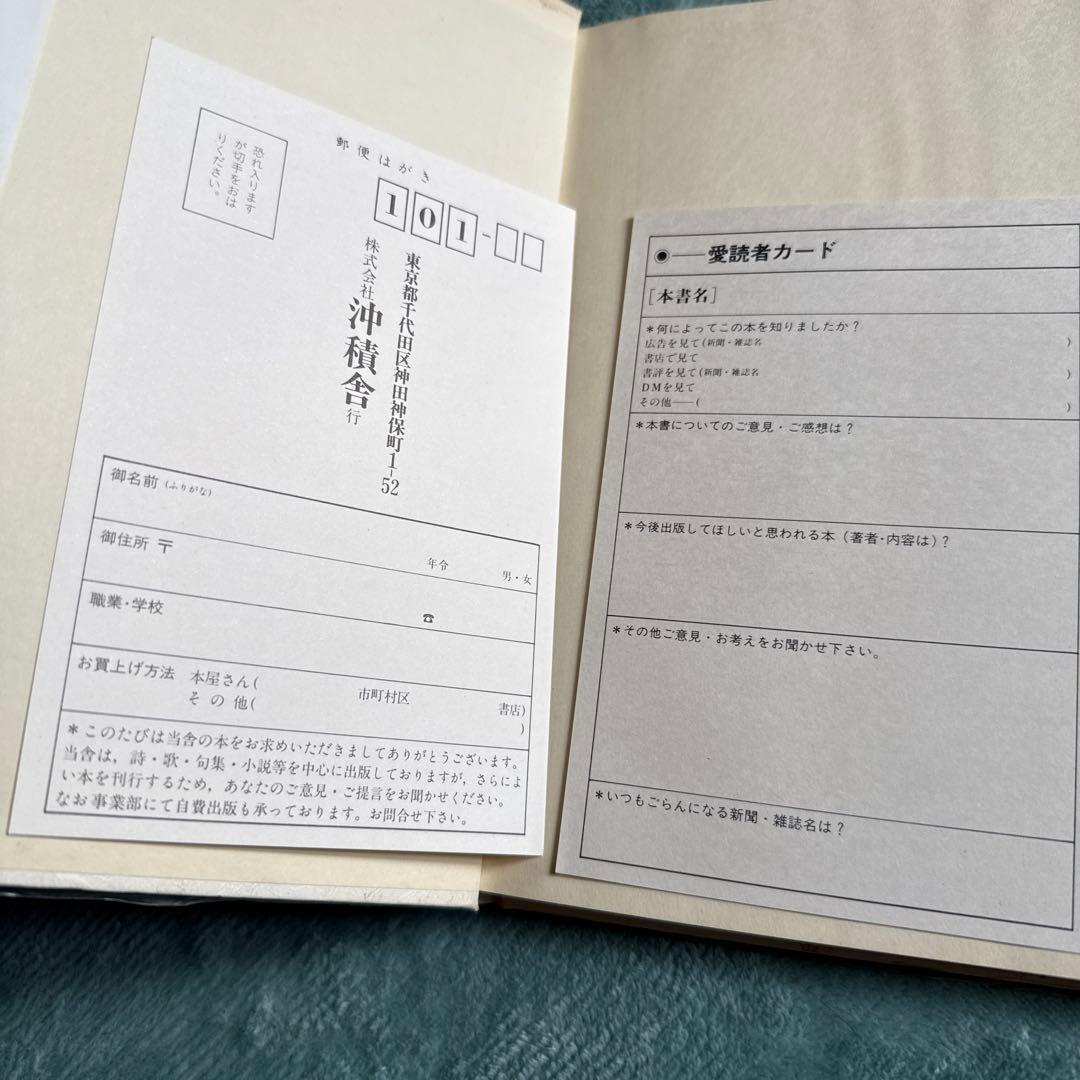 郵便はがき
恐れ入ります
が切手をおは
りください。
101-
東京都千代田区神田神保町1-52
株式会社 沖積舎 行
御名前(ふりがな)
御住所 〒
年令 男・女
職業・学校
☎
お買上げ方法 本屋さん( 市町村区 書店)
その他( )
*このたびは当舎の本をお求めいただきましてありがとうございます。
当舎は,詩・歌・句集・小説等を中心に出版しておりますが,さらによ
い本を刊行するため,あなたのご意見・ご提言をお聞かせください。
なお事業部にて自費出版も承っております。お問合せ下さい。
◉──愛読者カード
[本書名]
*何によってこの本を知りましたか?
広告を見て(新聞・雑誌名 )
書店で見て
書評を見て(新聞・雑誌名 )
DMを見て
その他──( )
*本書についてのご意見・ご感想は?
*今後出版してほしいと思われる本(著者・内容は)?
*その他ご意見・お考えをお聞かせ下さい。
*いつもごらんになる新聞・雑誌名は?